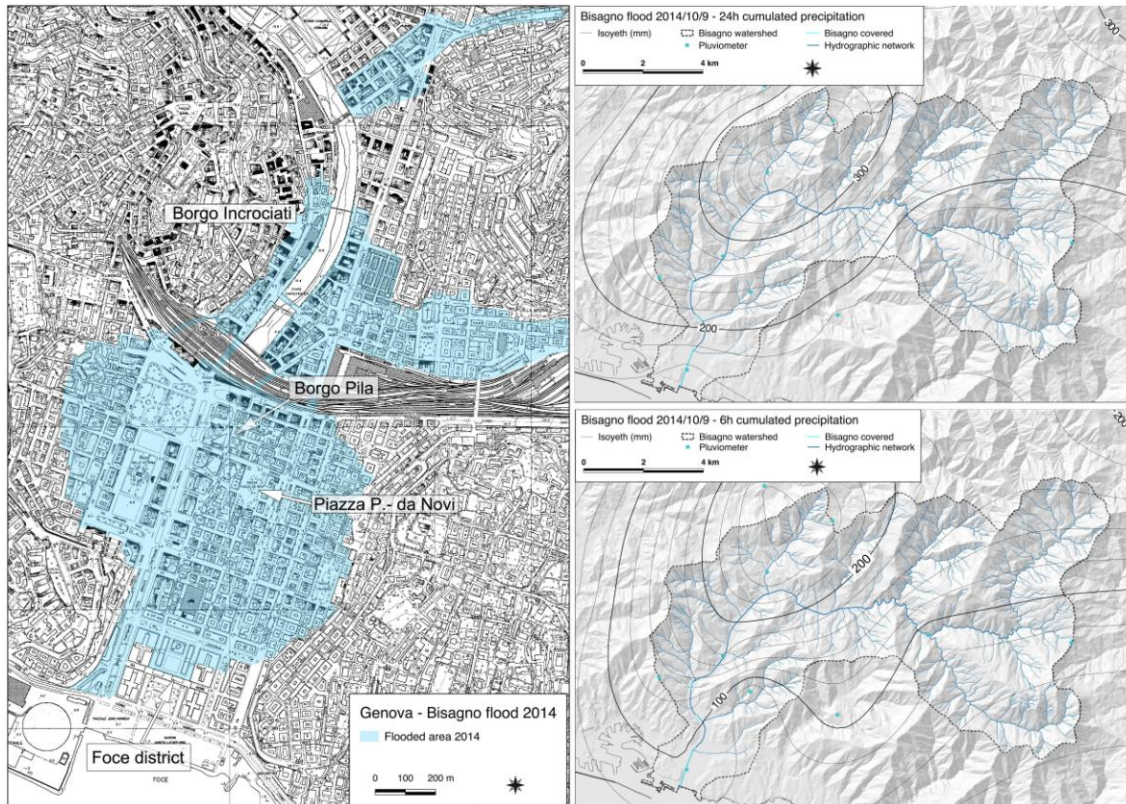 Borgo Incrociati
Borgo Pila
Piazza P.- da Novi
Foce district
FOCE
Genova - Bisagno flood 2014
Flooded area 2014
0 100 200 m
Bisagno flood 2014/10/9 - 24h cumulated precipitation
Isoyeth (mm)
Bisagno watershed
Bisagno covered
Pluviometer
Hydrographic network
0 2 4 km
300
300
200
Bisagno flood 2014/10/9 - 6h cumulated precipitation
Isoyeth (mm)
Bisagno watershed
Bisagno covered
Pluviometer
Hydrographic network
0 2 4 km
200
200
100